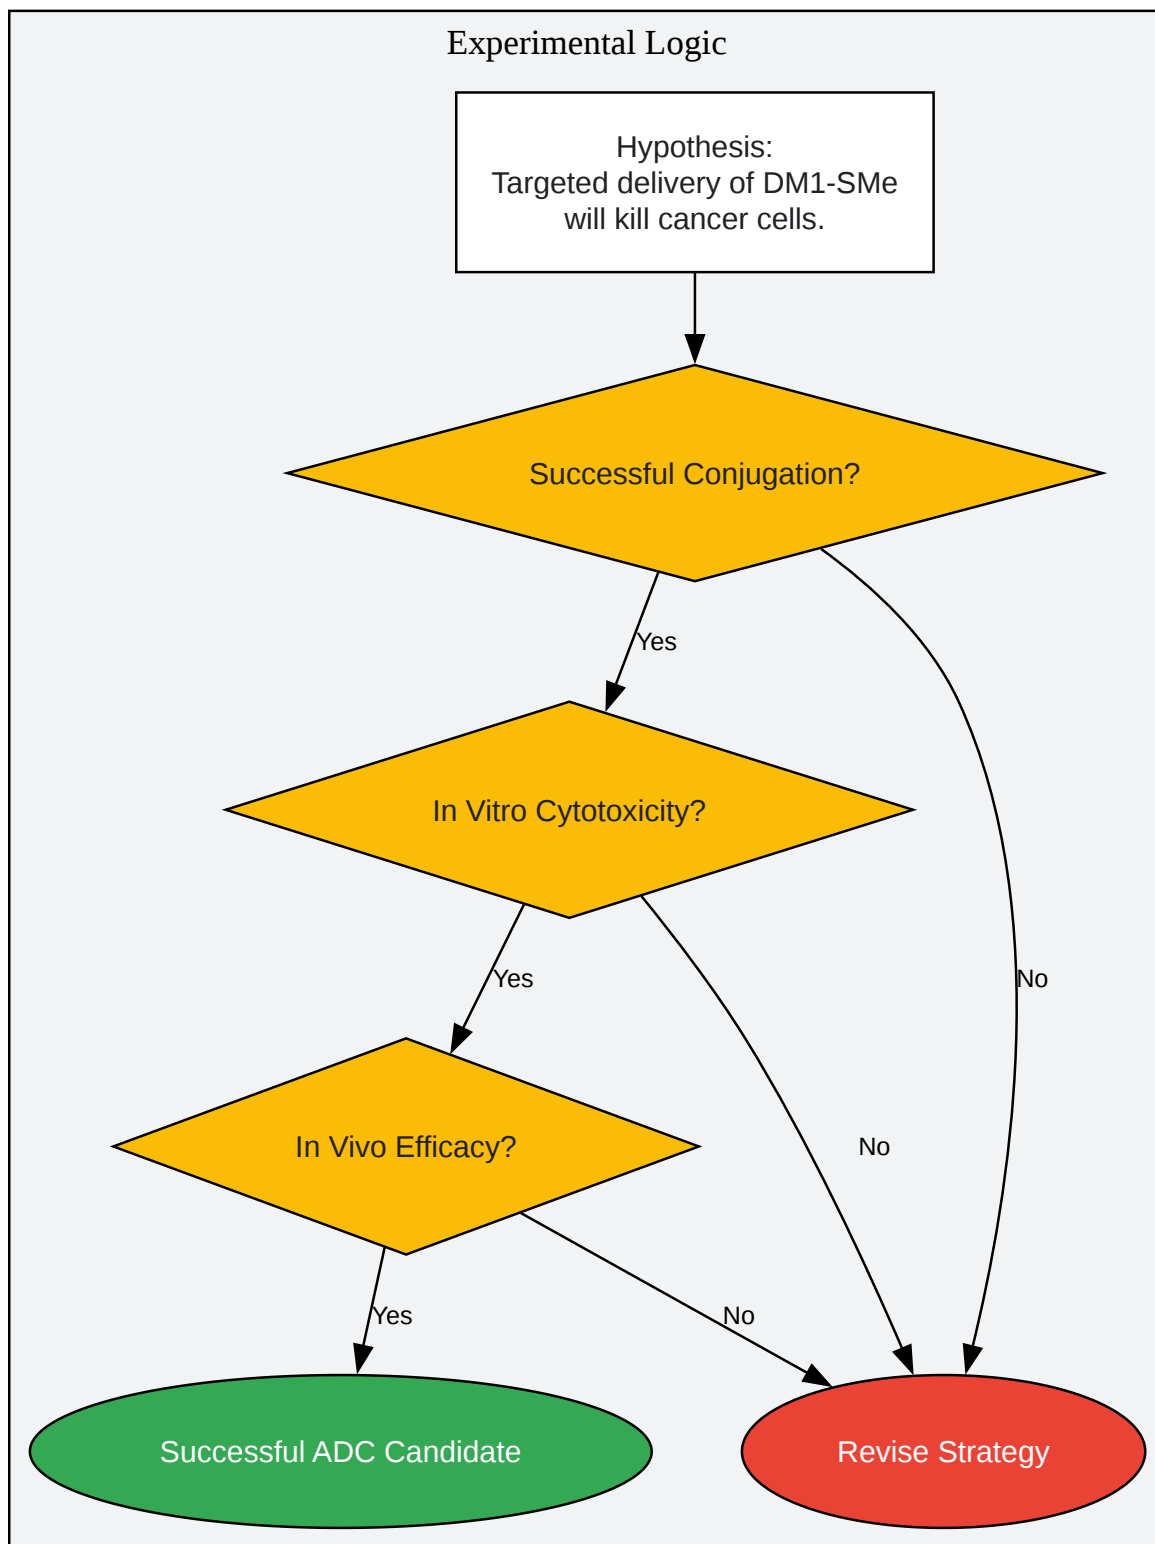 Experimental Logic
Hypothesis:
Targeted delivery of DM1-SMe
will kill cancer cells.
Successful Conjugation?
Yes
In Vitro Cytotoxicity?
Yes
No
In Vivo Efficacy?
No
Yes
No
Successful ADC Candidate
Revise Strategy